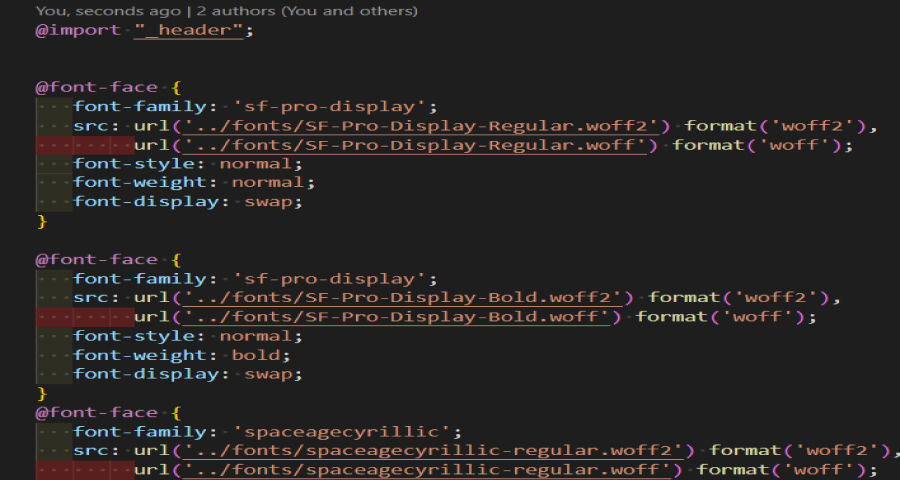 You, seconds ago | 2 authors (You and others)
@import "_header";
@font-face {
font-family: 'sf-pro-display';
src: url('../fonts/SF-Pro-Display-Regular.woff2') format('woff2'),
url('../fonts/SF-Pro-Display-Regular.woff') format('woff');
font-style: normal;
font-weight: normal;
font-display: swap;
}
@font-face {
font-family: 'sf-pro-display';
src: url('../fonts/SF-Pro-Display-Bold.woff2') format('woff2'),
url('../fonts/SF-Pro-Display-Bold.woff') format('woff');
font-style: normal;
font-weight: bold;
font-display: swap;
}
@font-face {
font-family: 'spaceagecyrillic';
src: url('../fonts/spaceagecyrillic-regular.woff2') format('woff2'),
url('../fonts/spaceagecyrillic-regular.woff') format('woff');